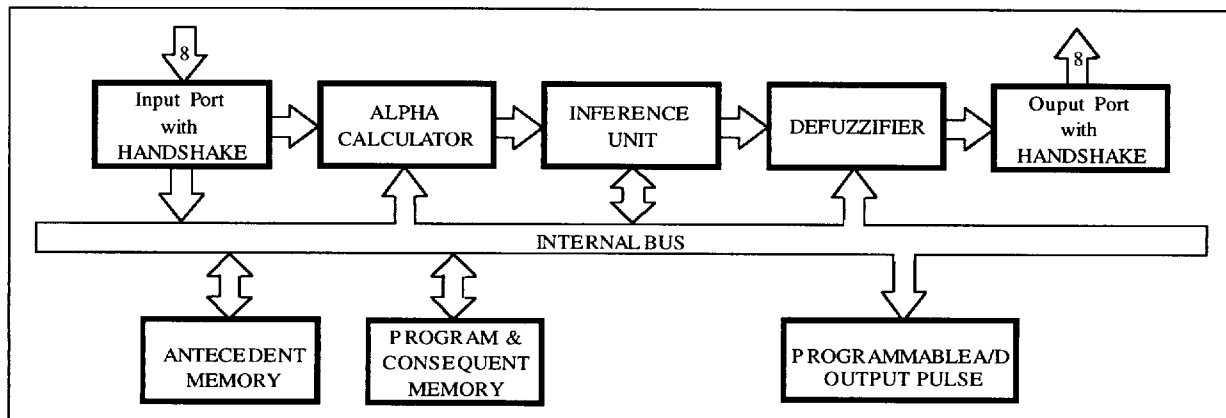 8
8
Input Port
with
HANDSHAKE
ALPHA
CALCULATOR
INFERENCE
UNIT
DEFUZZIFIER
Ouput Port
with
HANDSHAKE
INTERNAL BUS
ANTECEDENT
MEMORY
PROGRAM &
CONSEQUENT
MEMORY
PROGRAMMABLE A/D
OUTPUT PULSE